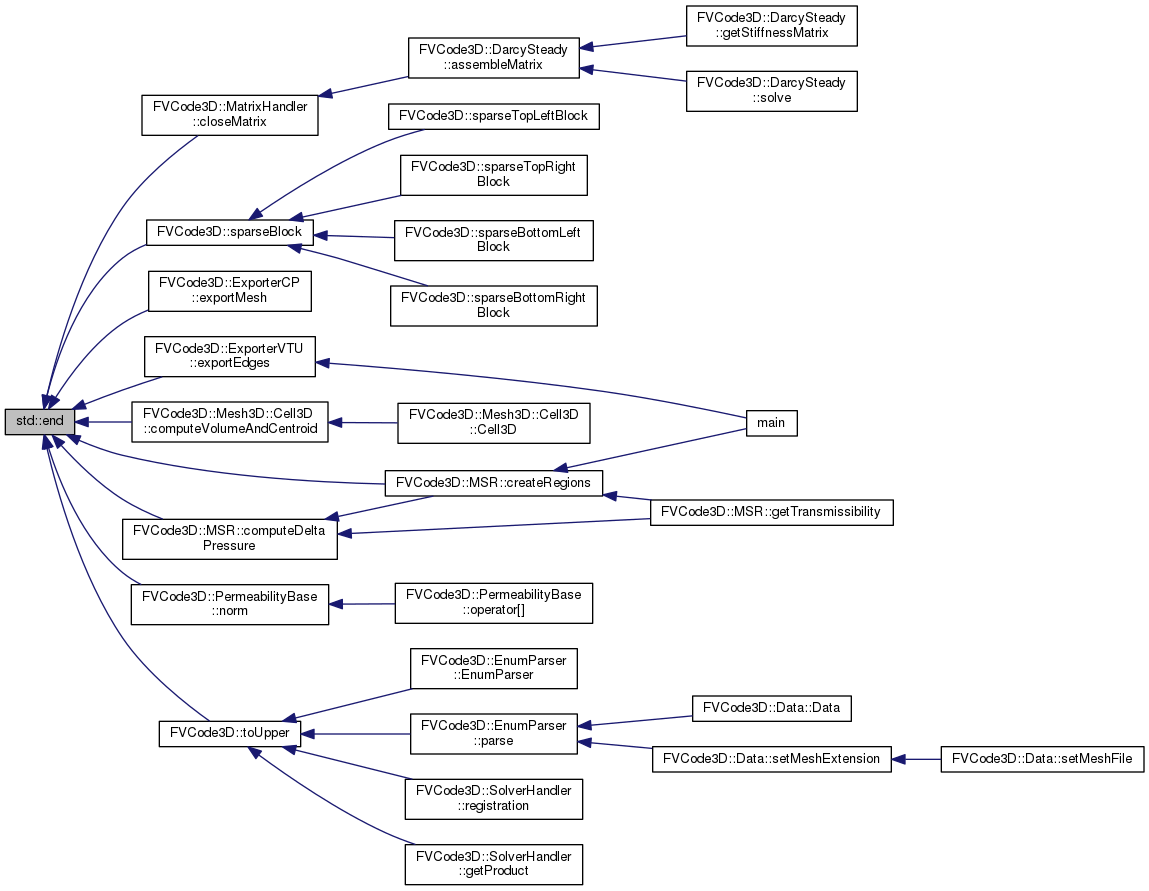 FVCode3D::DarcySteady
::getStiffnessMatrix
FVCode3D::DarcySteady
::assembleMatrix
FVCode3D::DarcySteady
::solve
FVCode3D::MatrixHandler
::closeMatrix
FVCode3D::sparseTopLeftBlock
FVCode3D::sparseTopRight
Block
FVCode3D::sparseBlock
FVCode3D::sparseBottomLeft
Block
FVCode3D::ExporterCP
::exportMesh
FVCode3D::sparseBottomRight
Block
FVCode3D::ExporterVTU
::exportEdges
std::end
FVCode3D::Mesh3D::Cell3D
::computeVolumeAndCentroid
FVCode3D::Mesh3D::Cell3D
::Cell3D
main
FVCode3D::MSR::createRegions
FVCode3D::MSR::getTransmissibility
FVCode3D::MSR::computeDelta
Pressure
FVCode3D::PermeabilityBase
::norm
FVCode3D::PermeabilityBase
::operator[]
FVCode3D::EnumParser
::EnumParser
FVCode3D::toUpper
FVCode3D::EnumParser
::parse
FVCode3D::Data::Data
FVCode3D::Data::setMeshExtension
FVCode3D::Data::setMeshFile
FVCode3D::SolverHandler
::registration
FVCode3D::SolverHandler
::getProduct